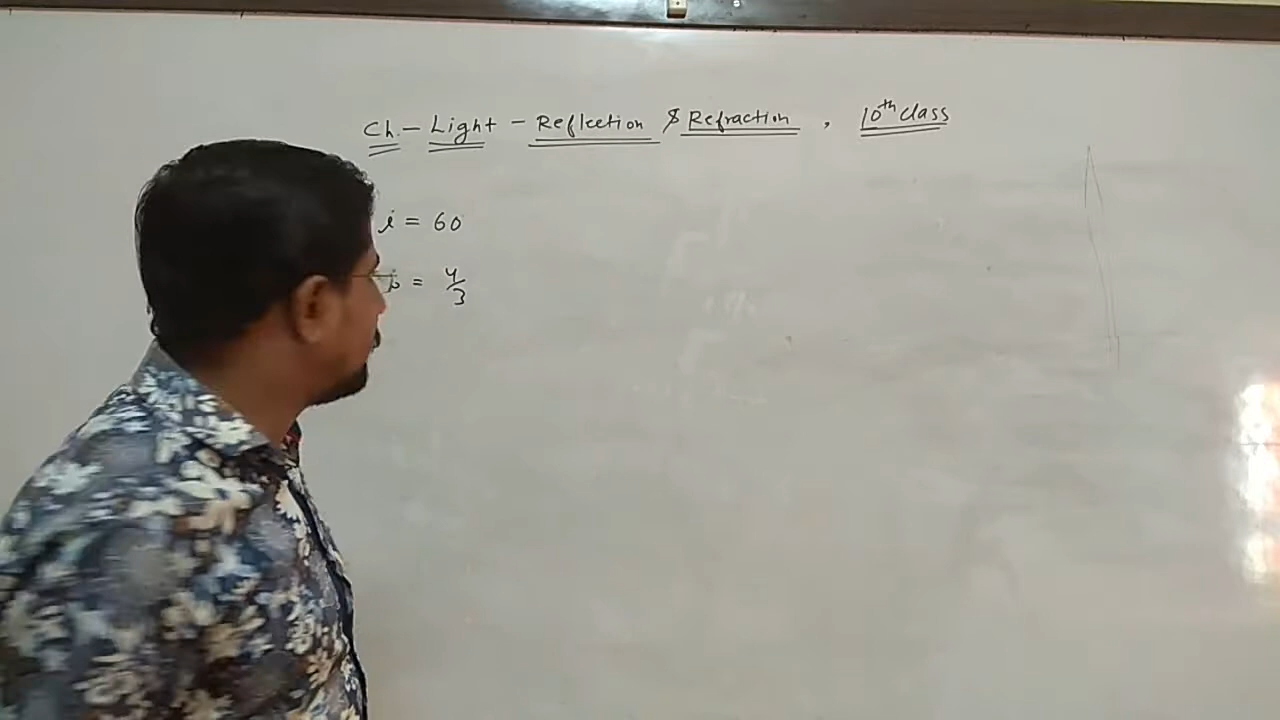 Ch. - Light - Reflection & Refraction , 10th class
i = 60
= 4/3